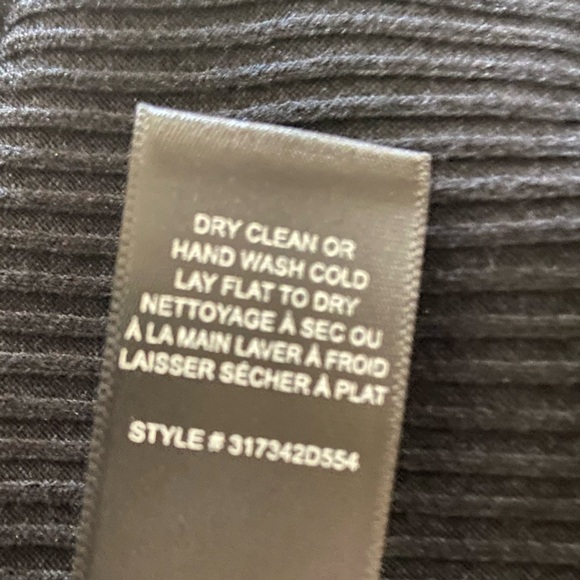 DRY CLEAN OR
HAND WASH COLD
LAY FLAT TO DRY
NETTOYAGE À SEC OU
À LA MAIN LAVER À FROID
LAISSER SÉCHER À PLAT
STYLE # 317342D554